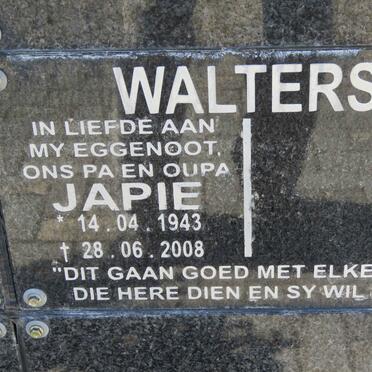 WALTERS
IN LIEFDE AAN
MY EGGENOOT,
ONS PA EN OUPA
JAPIE
* 14.04.1943
† 28.06.2008
"DIT GAAN GOED MET ELKE
DIE HERE DIEN EN SY WIL